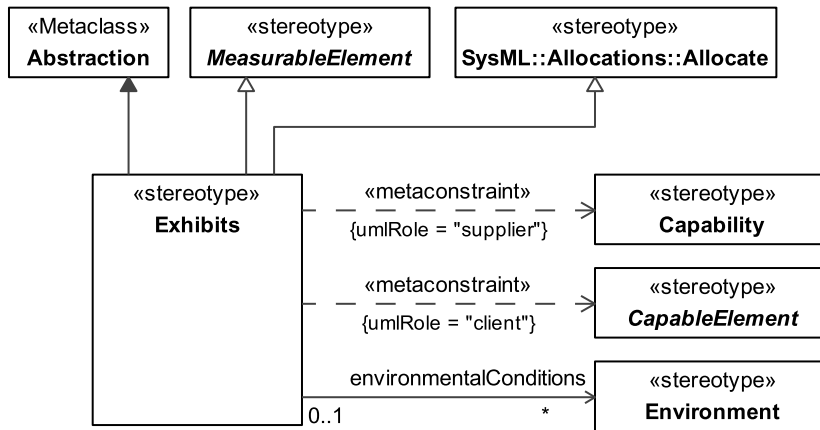 «Metaclass»
Abstraction
«stereotype»
MeasurableElement
«stereotype»
SysML::Allocations::Allocate
«stereotype»
Exhibits
«metaconstraint»
{umlRole = "supplier"}
«stereotype»
Capability
«metaconstraint»
{umlRole = "client"}
«stereotype»
CapableElement
environmentalConditions
0..1
*
«stereotype»
Environment